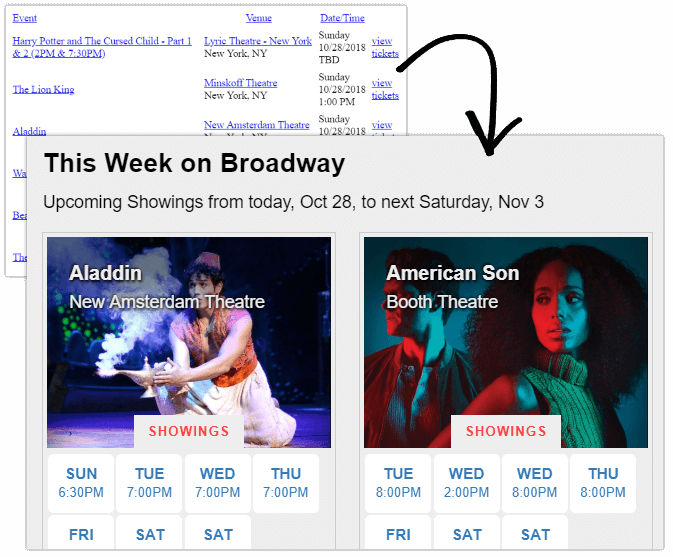 Event Venue Date/Time
Harry Potter and The Cursed Child - Part 1
& 2 (2PM & 7:30PM)
Lyric Theatre - New York
New York, NY
Sunday
10/28/2018
TBD
view
tickets
The Lion King
Minskoff Theatre
New York, NY
Sunday
10/28/2018
1:00 PM
view
tickets
Aladdin
New Amsterdam Theatre
Sunday
10/28/2018
view
tickets
Wa
Bea
The
This Week on Broadway
Upcoming Showings from today, Oct 28, to next Saturday, Nov 3
Aladdin
New Amsterdam Theatre
SHOWINGS
SUN TUE WED THU
6:30PM 7:00PM 7:00PM 7:00PM
FRI SAT SAT
American Son
Booth Theatre
SHOWINGS
TUE WED WED THU
8:00PM 2:00PM 8:00PM 8:00PM
FRI SAT SAT